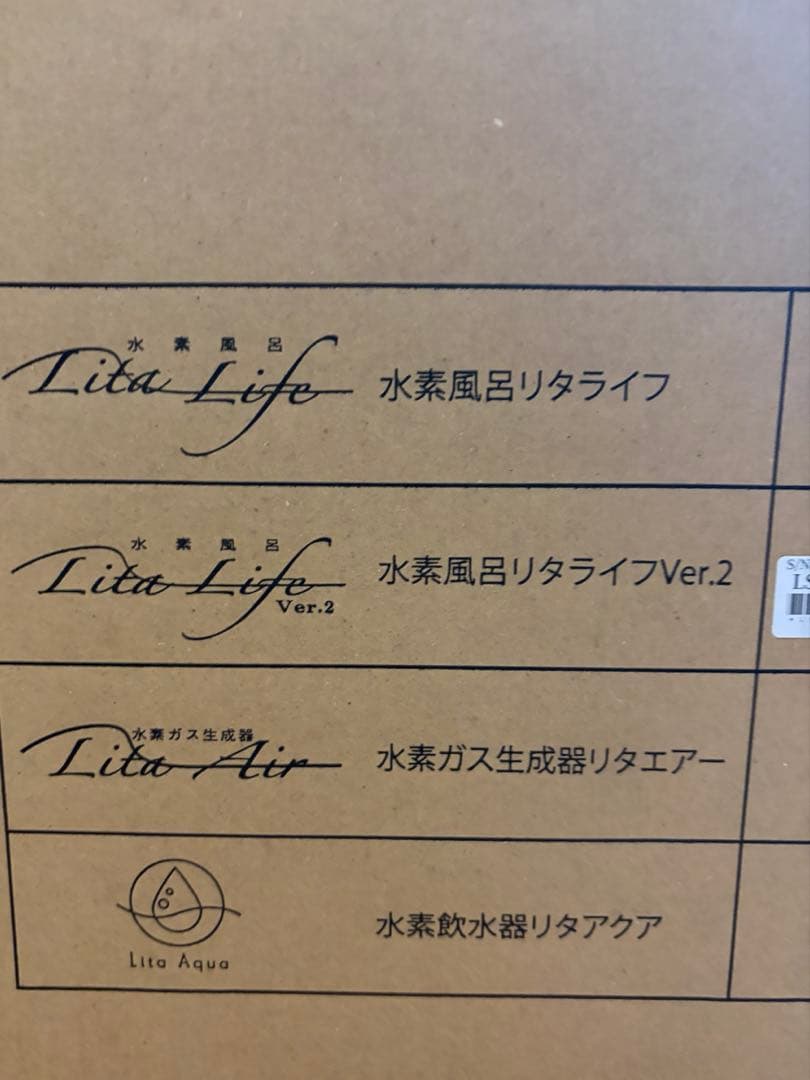 水素風呂
Lita Life
水素風呂リタライフ
水素風呂
Lita Life
Ver.2
水素風呂リタライフVer.2
S/N
LS
水素ガス生成器
Lita Air
水素ガス生成器リタエアー
Lita Aqua
水素飲水器リタアクア